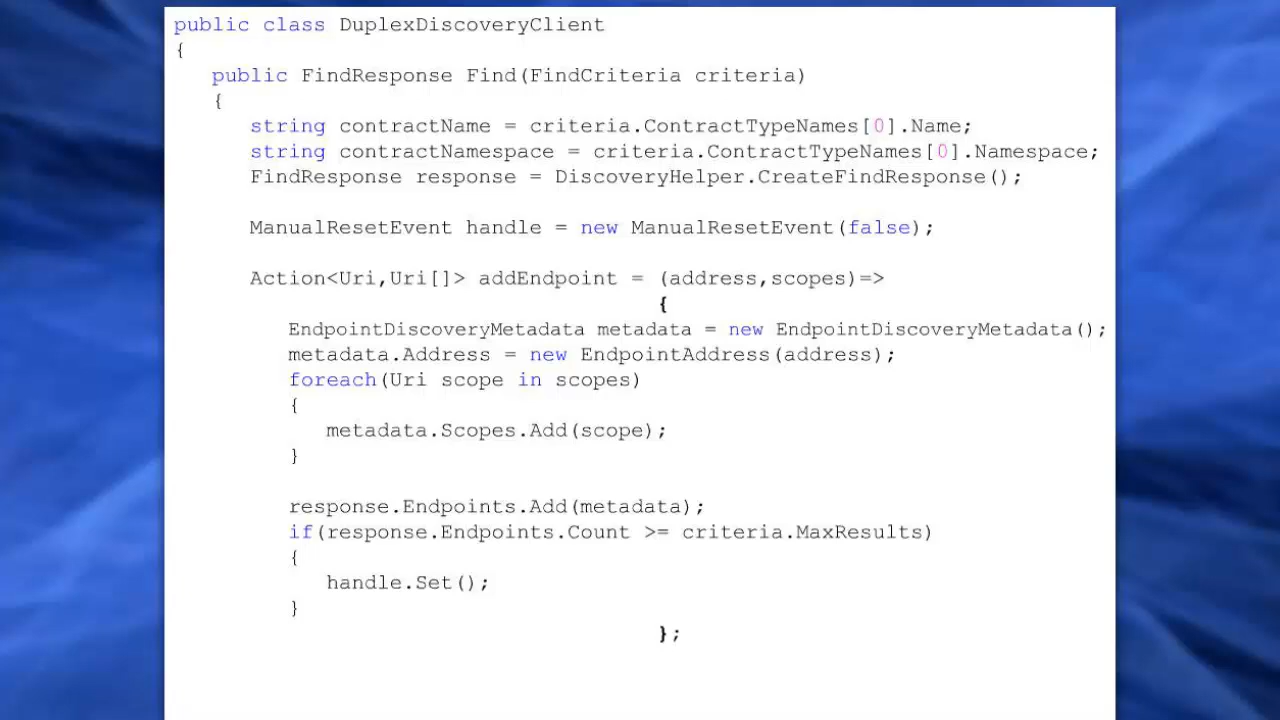 public class DuplexDiscoveryClient
{
public FindResponse Find(FindCriteria criteria)
{
string contractName = criteria.ContractTypeNames[0].Name;
string contractNamespace = criteria.ContractTypeNames[0].Namespace;
FindResponse response = DiscoveryHelper.CreateFindResponse();
ManualResetEvent handle = new ManualResetEvent(false);
Action<Uri,Uri[]> addEndpoint = (address,scopes)=>
{
EndpointDiscoveryMetadata metadata = new EndpointDiscoveryMetadata();
metadata.Address = new EndpointAddress(address);
foreach(Uri scope in scopes)
{
metadata.Scopes.Add(scope);
}
response.Endpoints.Add(metadata);
if(response.Endpoints.Count >= criteria.MaxResults)
{
handle.Set();
}
};